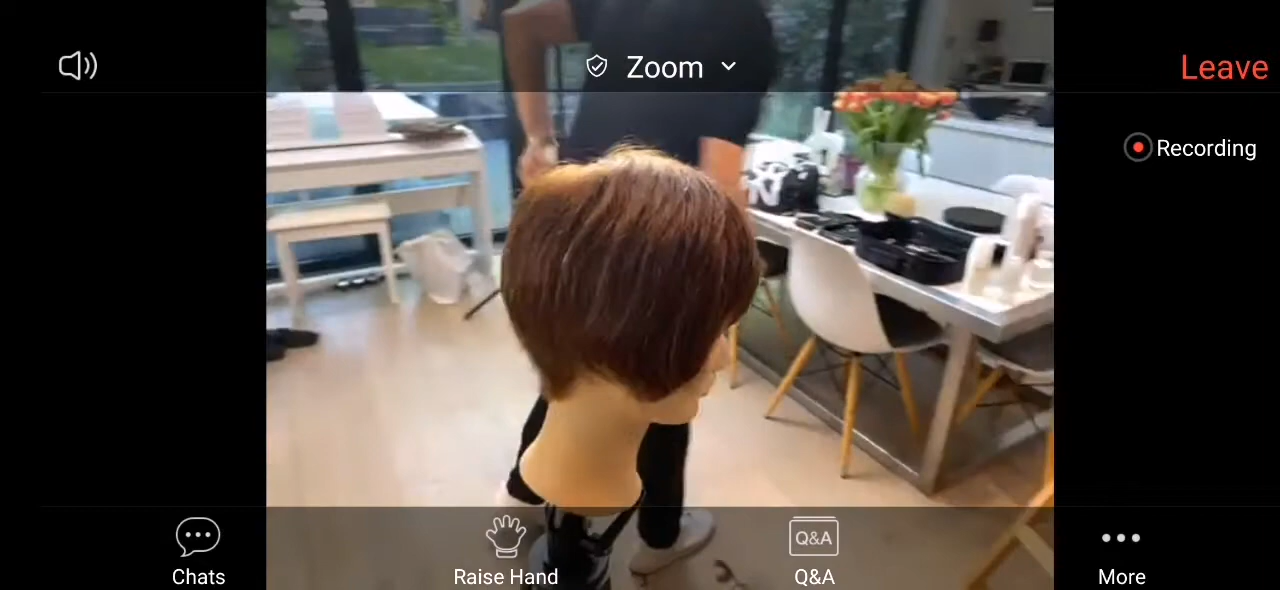 Zoom
Leave
Recording
Chats
Raise Hand
Q&A
Q&A
More